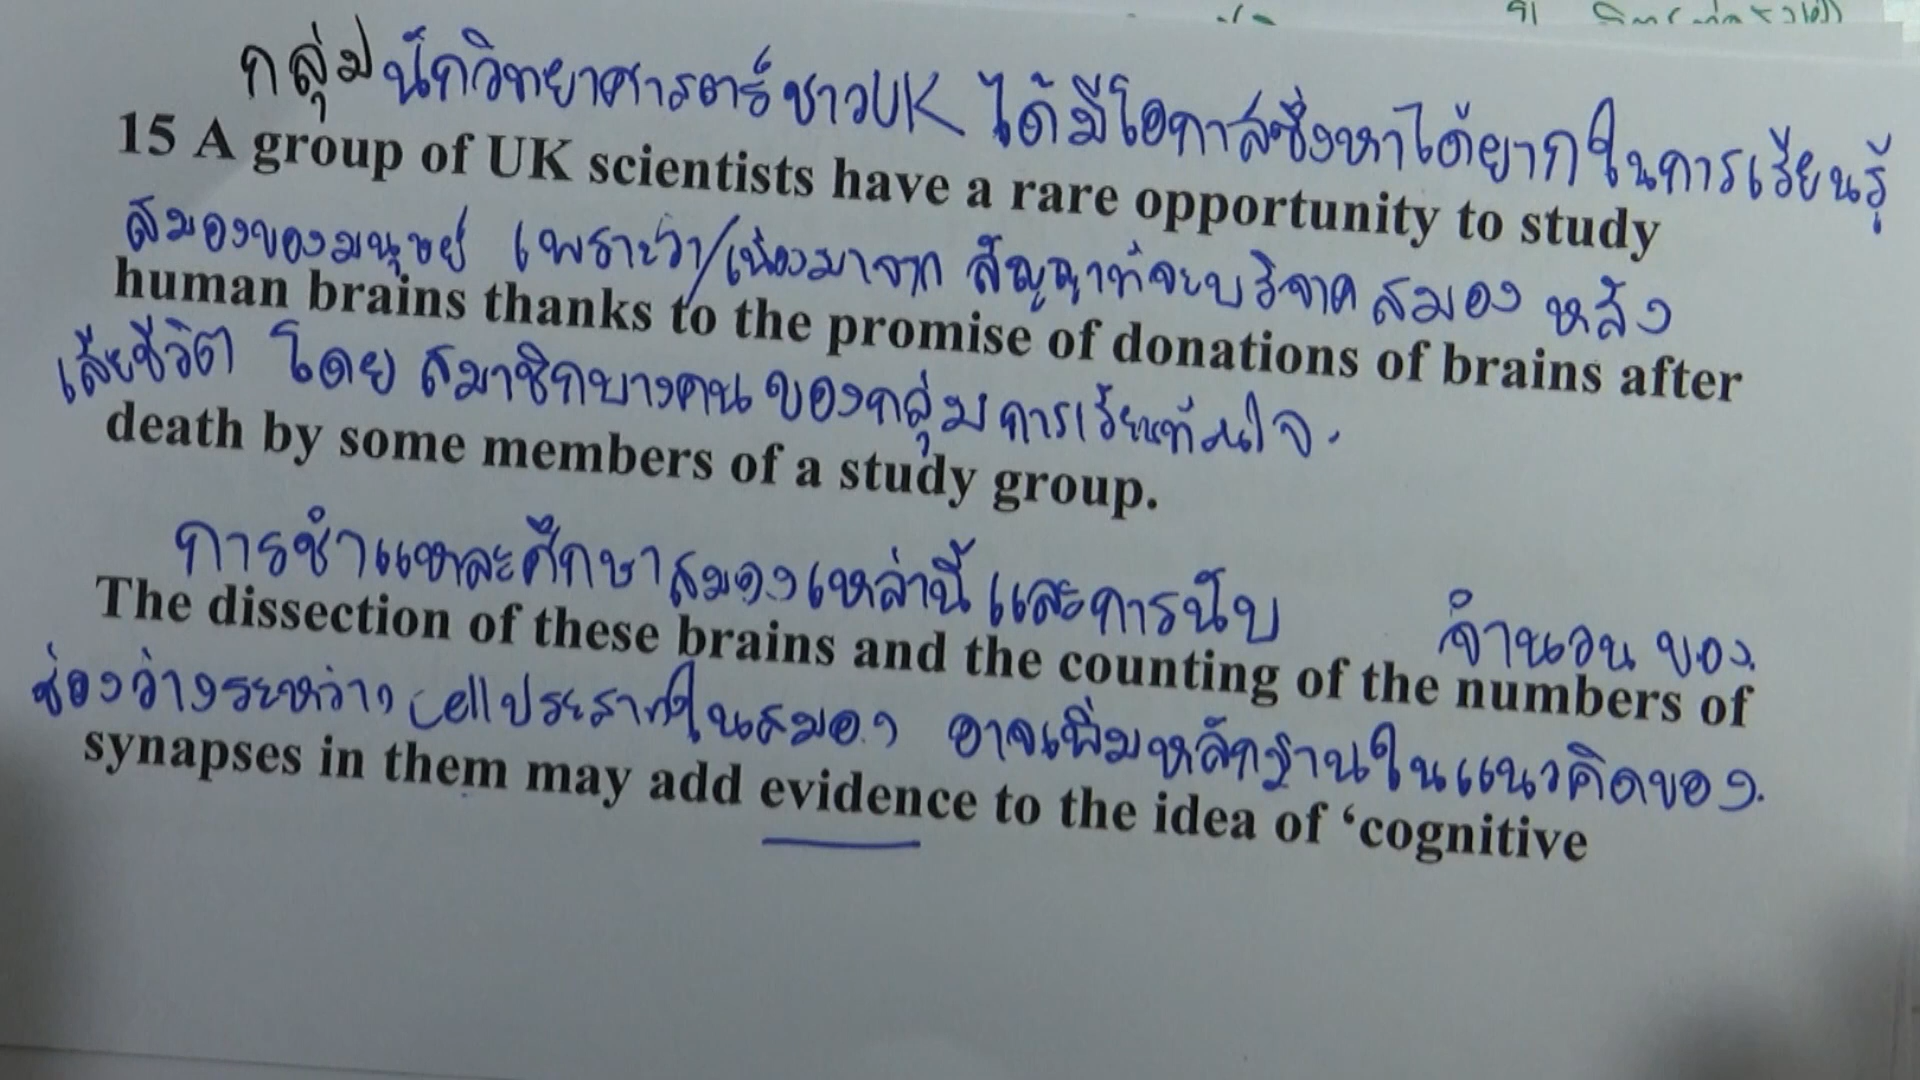 กลุ่มนักวิทยาศาสตร์ชาวUK ได้มีโอกาสซึ่งหาได้ยากในการเรียนรู้
15 A group of UK scientists have a rare opportunity to study
สมองของมนุษย์ เพราะว่า/เนื่องมาจาก สัญญาที่จะบริจาค สมอง หลัง
human brains thanks to the promise of donations of brains after
เสียชีวิต โดย สมาชิกบางคน ของกลุ่มการเรียนที่สนใจ.
death by some members of a study group.
การชำแหละศึกษาสมองเหล่านี้ และการนับ จำนวน ของ
The dissection of these brains and the counting of the numbers of
ช่องว่างระหว่าง cell ประสาทในสมอง อาจเพิ่มหลักฐานในแนวคิดของ
synapses in them may add evidence to the idea of ‘cognitive